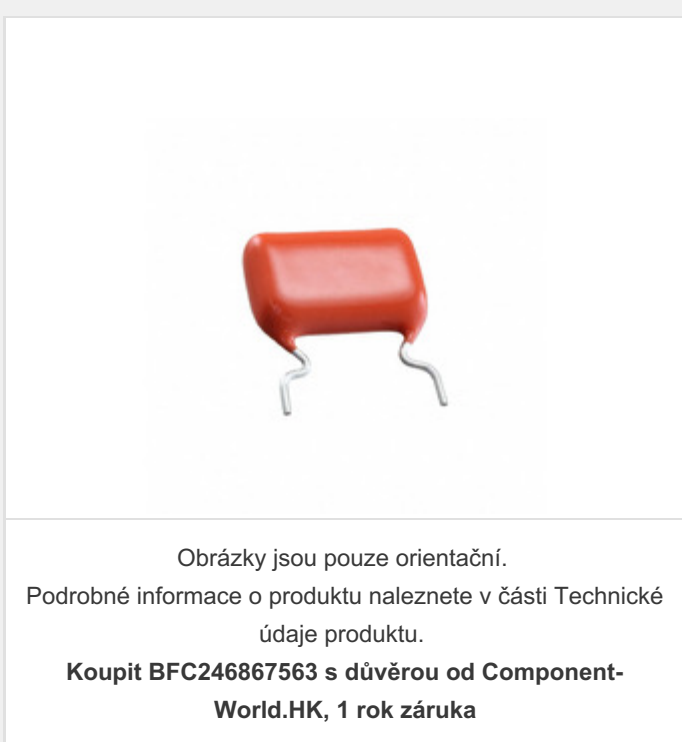 Obrázky jsou pouze orientační.
Podrobné informace o produktu naleznete v části Technické
údaje produktu.
Koupit BFC246867563 s důvěrou od Component-
World.HK, 1 rok záruka